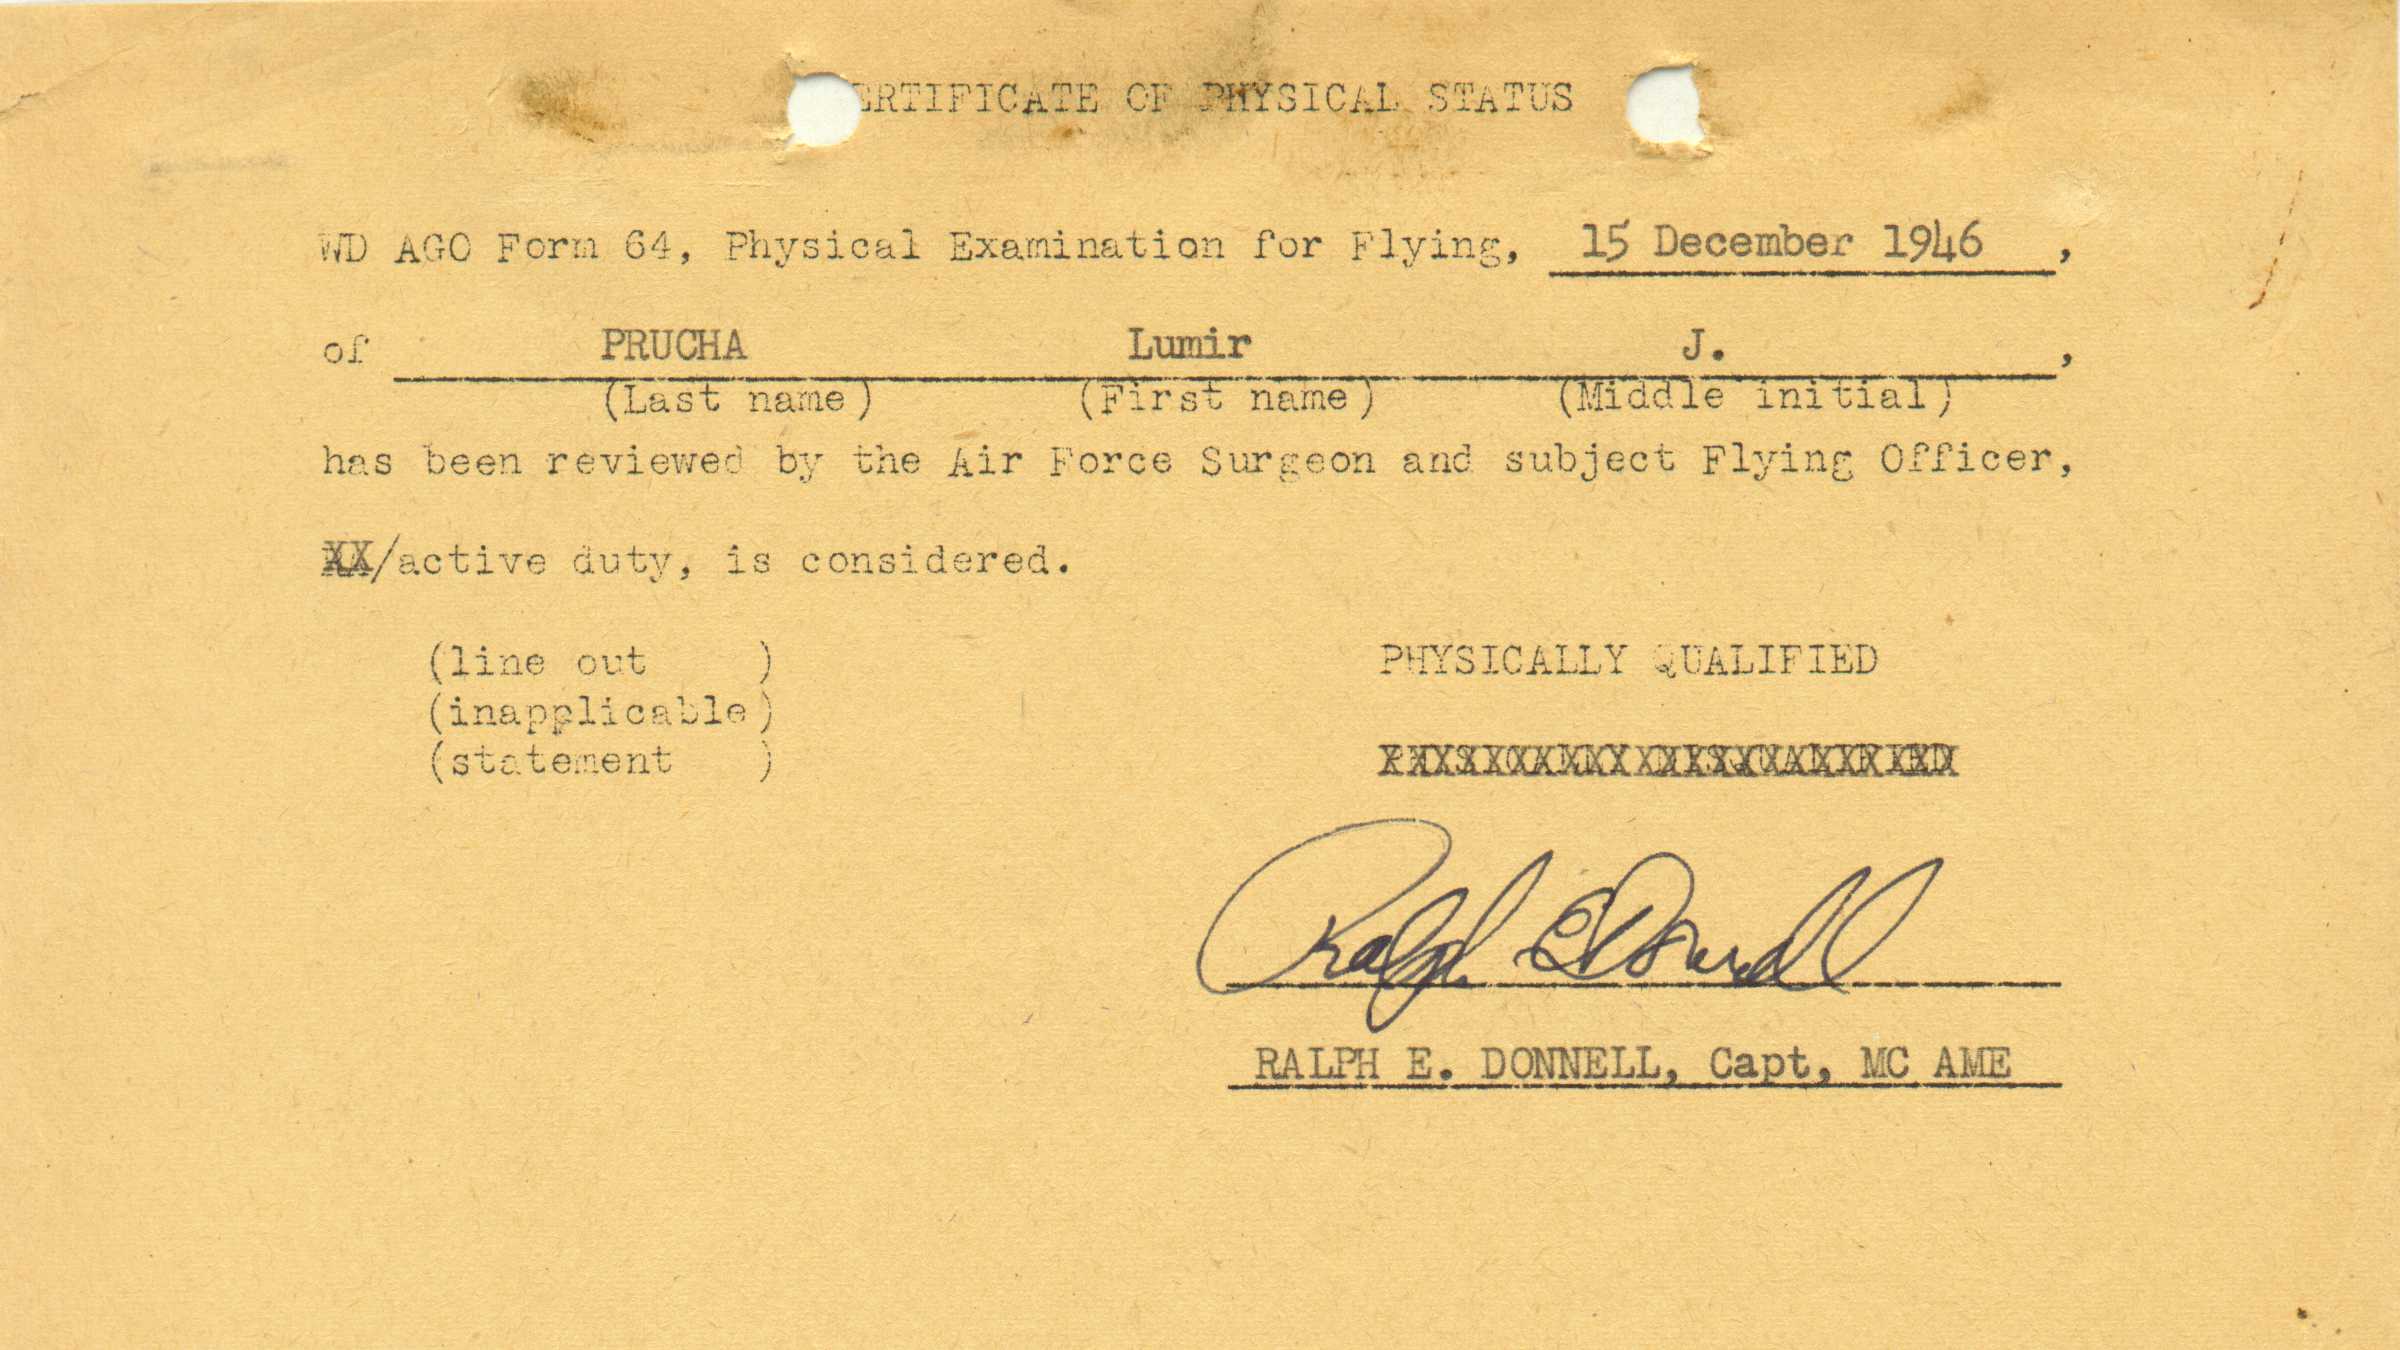 ERTIFICATE OF PHYSICAL STATUS
WD AGO Form 64, Physical Examination for Flying, 15 December 1946,
of PRUCHA Lumir J.,
(Last name) (First name) (Middle initial)
has been reviewed by the Air Force Surgeon and subject Flying Officer,
XX/active duty, is considered.
(line out ) PHYSICALLY QUALIFIED
(inapplicable)
(statement )
Ralph E Donnell
RALPH E. DONNELL, Capt, MC AME